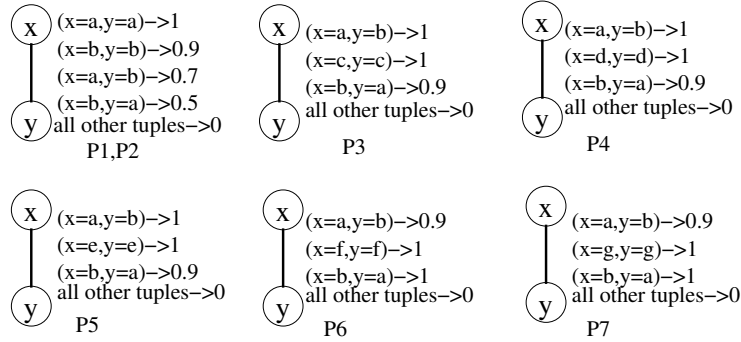 x
(x=a,y=a)−>1
(x=b,y=b)−>0.9
(x=a,y=b)−>0.7
(x=b,y=a)−>0.5
y
all other tuples−>0
P1,P2
x
(x=a,y=b)−>1
(x=c,y=c)−>1
(x=b,y=a)−>0.9
y
all other tuples−>0
P3
x
(x=a,y=b)−>1
(x=d,y=d)−>1
(x=b,y=a)−>0.9
y
all other tuples−>0
P4
x
(x=a,y=b)−>1
(x=e,y=e)−>1
(x=b,y=a)−>0.9
y
all other tuples−>0
P5
x
(x=a,y=b)−>0.9
(x=f,y=f)−>1
(x=b,y=a)−>1
y
all other tuples−>0
P6
x
(x=a,y=b)−>0.9
(x=g,y=g)−>1
(x=b,y=a)−>1
y
all other tuples−>0
P7